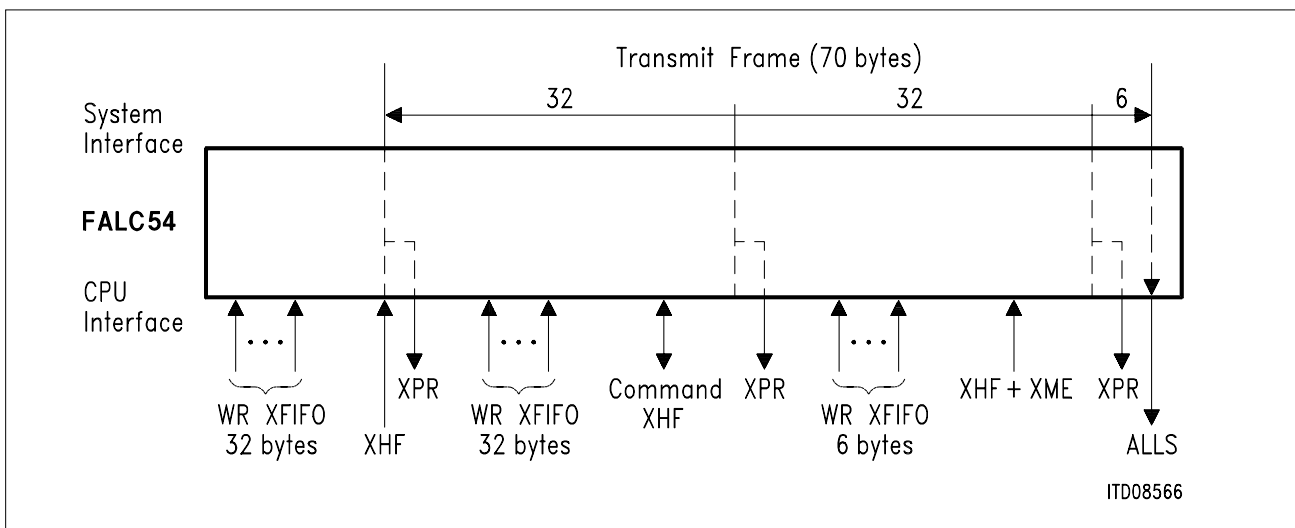 Transmit Frame (70 bytes)
32
32
6
System
Interface
FALC54
CPU
Interface
...
...
...
XPR
Command
XHF
XPR
XHF + XME
XPR
WR XFIFO
32 bytes
XHF
WR XFIFO
32 bytes
WR XFIFO
6 bytes
ALLS
ITD08566